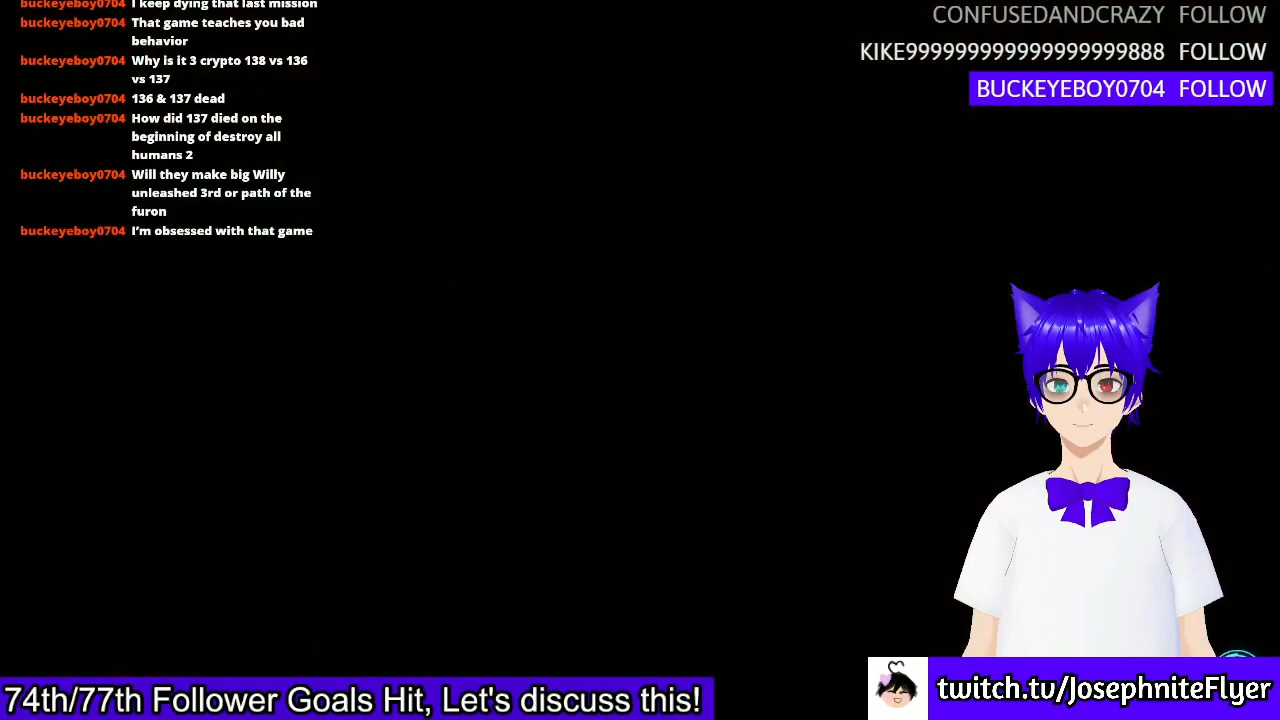 buckeyeboy0704 I keep dying that last mission
buckeyeboy0704 That game teaches you bad
behavior
buckeyeboy0704 Why is it 3 crypto 138 vs 136
vs 137
buckeyeboy0704 136 & 137 dead
buckeyeboy0704 How did 137 died on the
beginning of destroy all
humans 2
buckeyeboy0704 Will they make big Willy
unleashed 3rd or path of the
furon
buckeyeboy0704 I'm obsessed with that game
CONFUSEDANDCRAZY FOLLOW
KIKE999999999999999999888 FOLLOW
BUCKEYEBOY0704 FOLLOW
74th/77th Follower Goals Hit, Let's discuss this!
twitch.tv/JosephniteFlyer